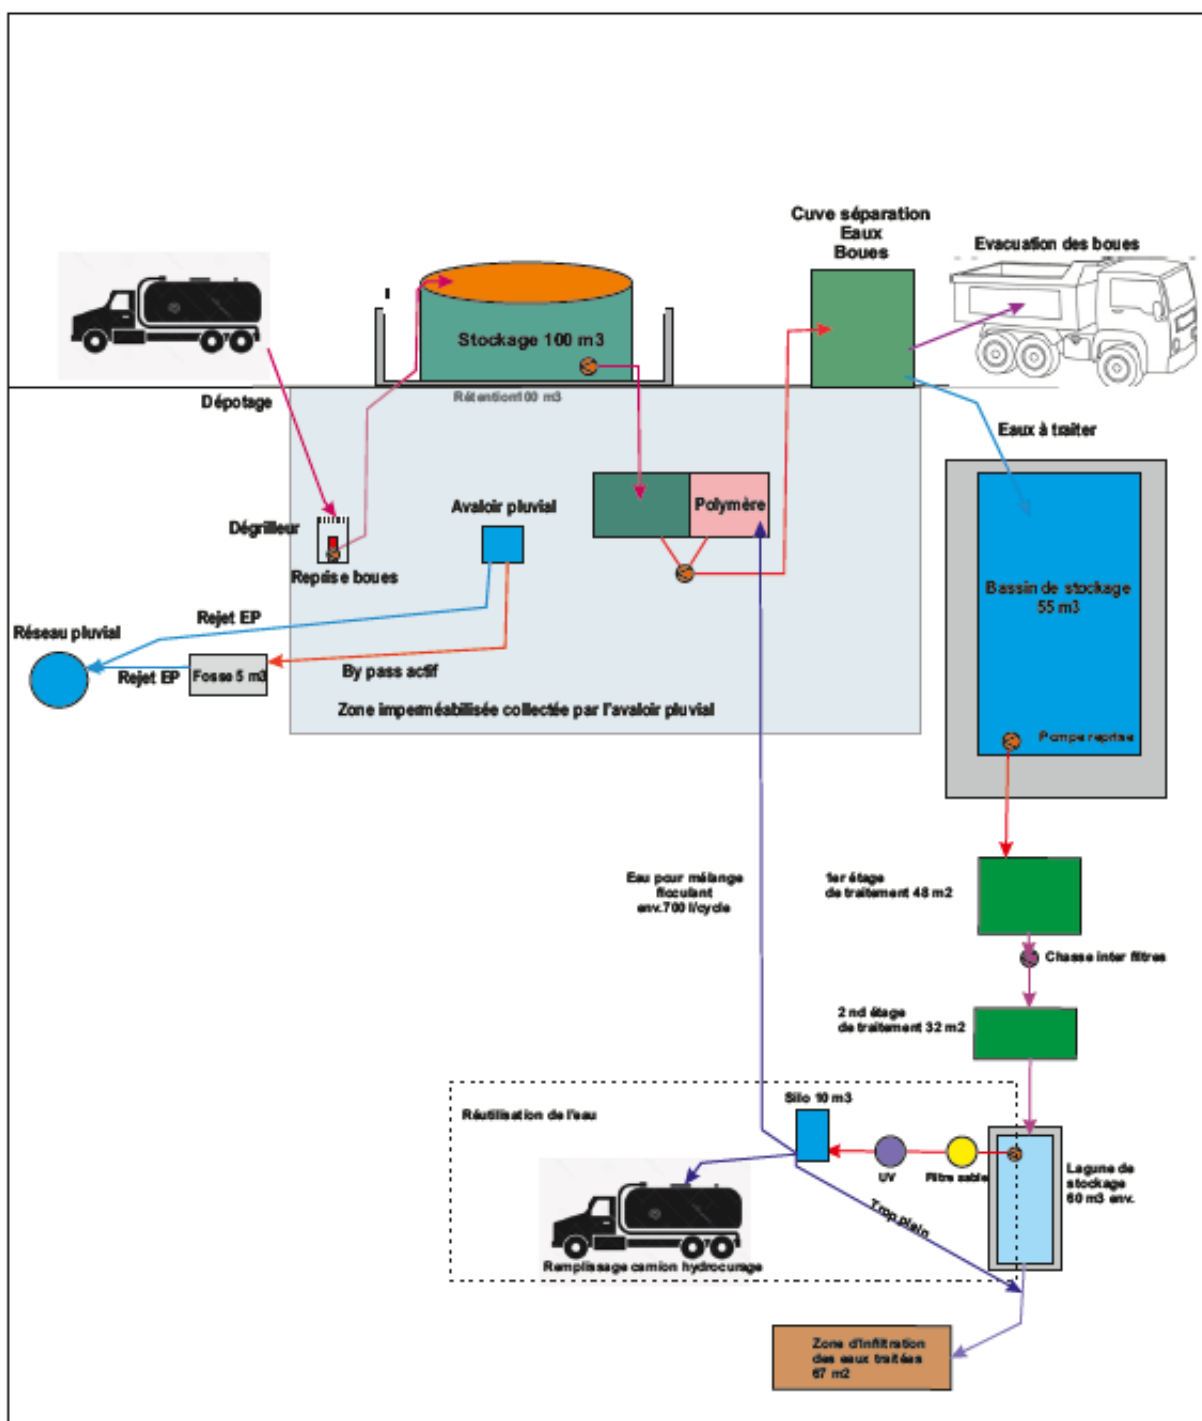 Cuve séparation
Eaux
Boues
Evacuation des boues
Stockage 100 m3
Rétention100 m3
Dépotage
Eaux à traiter
Dégrilleur
Reprise boues
Avaloir pluvial
Polymère
Bassin de stockage
55 m3
Pompe reprise
Rejet EP
Réseau pluvial
Rejet EP
Fosse 5 m3
By pass actif
Zone imperméabilisée collectée par l'avaloir pluvial
Eau pour mélange
floculant
env.700 l/cycle
1er étage
de traitement 48 m2
Chasse inter filtres
2 nd étage
de traitement 32 m2
Réutilisation de l'eau
Silo 10 m3
UV
Filtre sable
Lagune de
stockage
60 m3 env.
Trop plein
Remplissage camion hydrocurage
Zone d'infiltration
des eaux traitées
67 m2